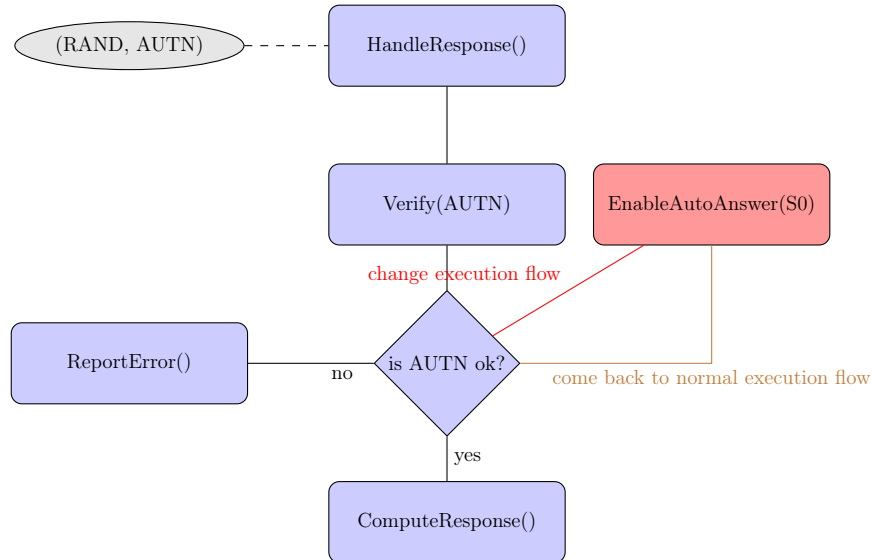 (RAND, AUTN)
HandleResponse()
Verify(AUTN)
EnableAutoAnswer(S0)
change execution flow
ReportError()
no
is AUTN ok?
come back to normal execution flow
yes
ComputeResponse()